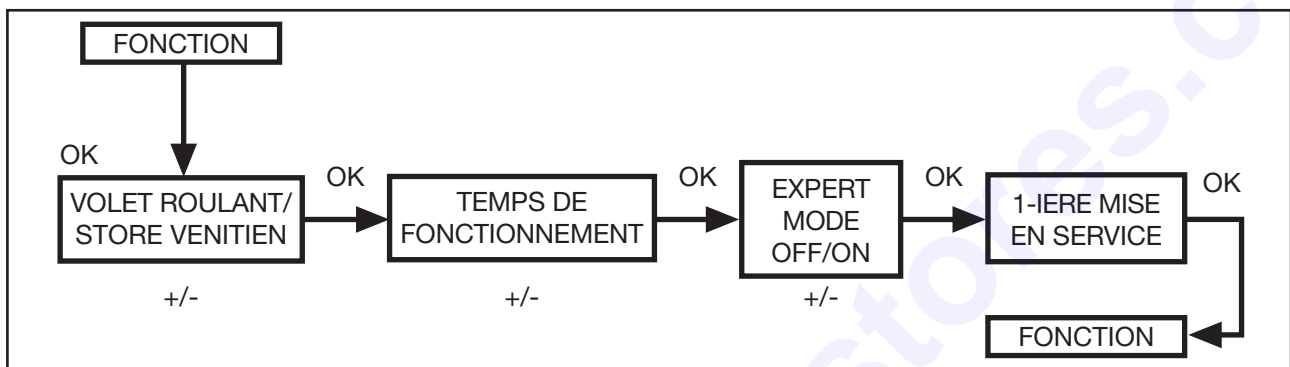 FONCTION
OK
VOLET ROULANT/
STORE VENITIEN
+/-
OK
TEMPS DE
FONCTIONNEMENT
+/-
OK
EXPERT
MODE
OFF/ON
+/-
OK
1-IERE MISE
EN SERVICE
OK
FONCTION
stores.c